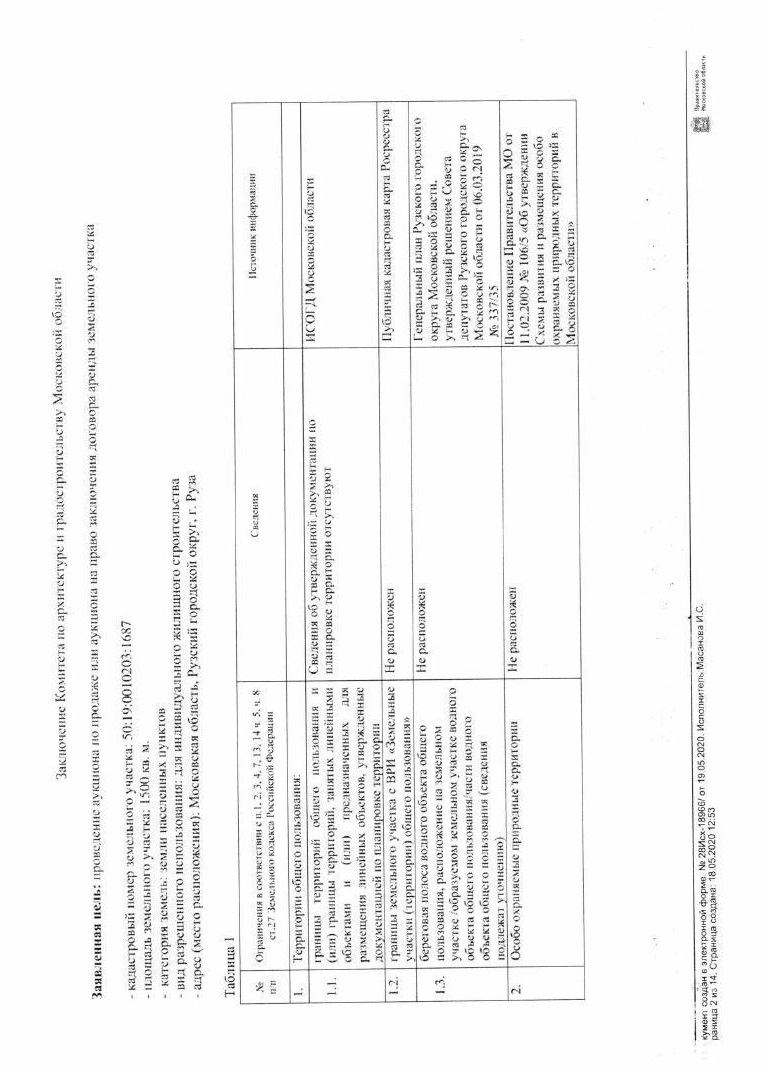 Заключение Комитета по архитектуре и градостроительству Московской области
Заявленная цель: проведение аукциона по продаже или аукциона на право заключения договора аренды земельного участка
- кадастровый номер земельного участка: 50:19:0010203:1687
- площадь земельного участка: 1500 кв. м.
- категория земель: земли населенных пунктов
- вид разрешенного использования: для индивидуального жилищного строительства
- адрес (место расположения): Московская область, Рузский городской округ, г. Руза
Таблица 1
№
п/п
Ограничения в соответствии с п.1, 2, 3, 4, 7, 13, 14 ч. 5, ч. 8
ст.27 Земельного кодекса Российской Федерации
Сведения
Источник информации
1.
Территории общего пользования:
1.1.
границы территорий общего пользования и
(или) границы территорий, занятых линейными
объектами и (или) предназначенных для
размещения линейных объектов, утвержденные
документацией по планировке территории
Сведения об утвержденной документации по
планировке территории отсутствуют
ИСОГД Московской области
1.2.
границы земельного участка с ВРИ «Земельные
участки (территории) общего пользования»
Не расположен
Публичная кадастровая карта Росреестра
1.3.
береговая полоса водного объекта общего
пользования, расположение на земельном
участке /образуемом земельном участке водного
объекта общего пользования/части водного
объекта общего пользования (сведения
подлежат уточнению)
Не расположен
Генеральный план Рузского городского
округа Московской области,
утвержденный решением Совета
депутатов Рузского городского округа
Московской области от 06.03.2019
№ 337/35
2.
Особо охраняемые природные территории
Не расположен
Постановление Правительства МО от
11.02.2009 № 106/5 «Об утверждении
Схемы развития и размещения особо
охраняемых природных территорий в
Московской области»
кумент создан в электронной форме. № 28Исх-18966/ от 19.05.2020. Исполнитель:Масанова И.С.
раница 2 из 14. Страница создана: 18.05.2020 12:53
Правительство
Московской области